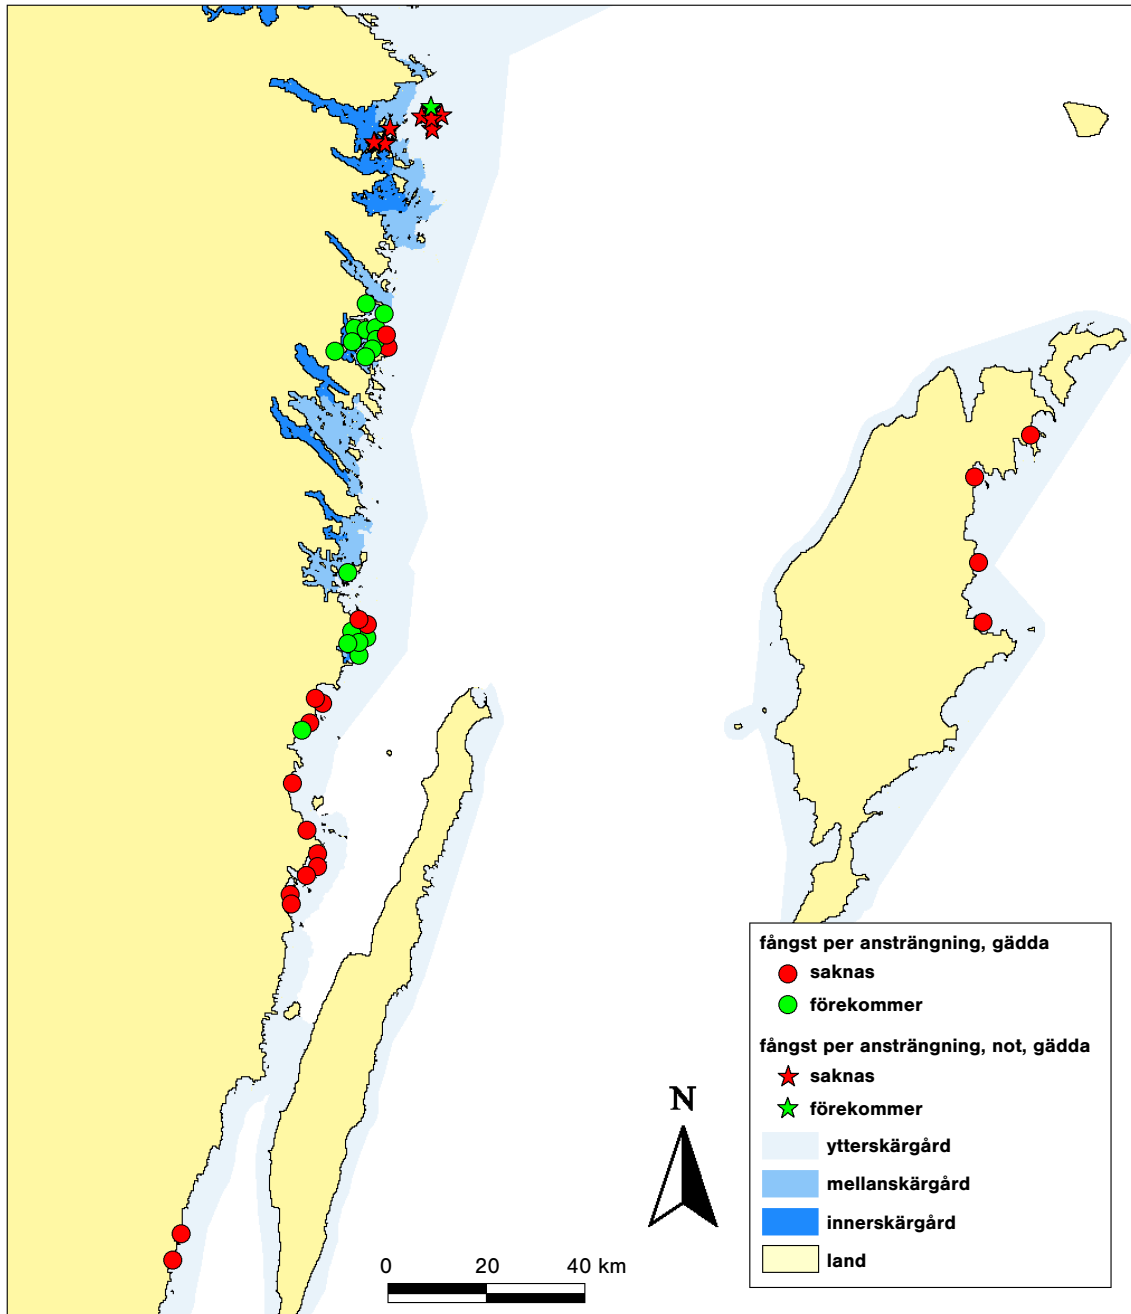 fångst per ansträngning, gädda
saknas
förekommer
fångst per ansträngning, not, gädda
saknas
förekommer
ytterskärgård
mellanskärgård
innerskärgård
land
N
0 20 40 km